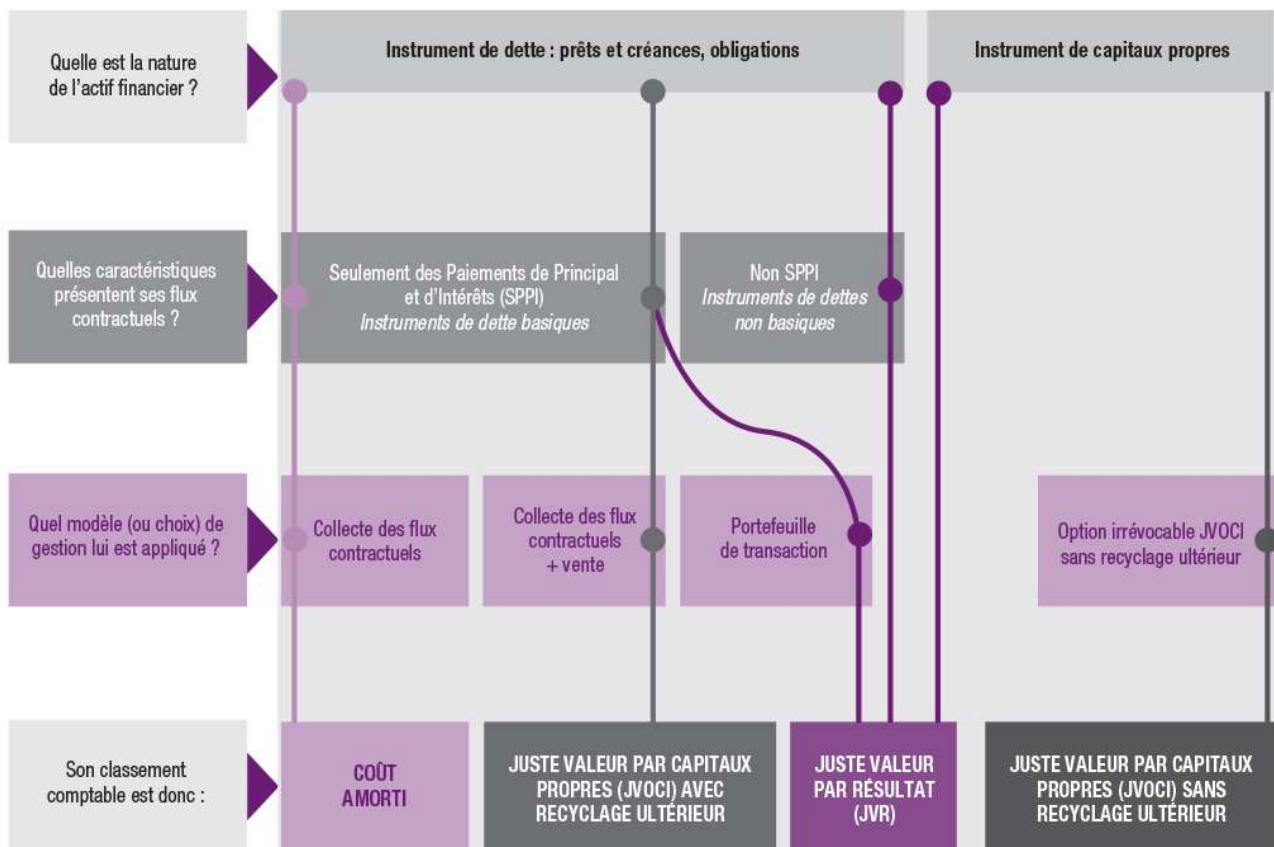 Quelle est la nature
de l'actif financier ?
Instrument de dette : prêts et créances, obligations
Instrument de capitaux propres
Quelles caractéristiques
présentent ses flux
contractuels ?
Seulement des Paiements de Principal
et d'Intérêts (SPPI)
Instruments de dette basiques
Non SPPI
Instruments de dettes
non basiques
Quel modèle (ou choix) de
gestion lui est appliqué ?
Collecte des flux
contractuels
Collecte des flux
contractuels
+ vente
Portefeuille
de transaction
Option irrévocable JVOCI
sans recyclage ultérieur
Son classement
comptable est donc :
COÛT
AMORTI
JUSTE VALEUR PAR CAPITAUX
PROPRES (JVOCI) AVEC
RECYCLAGE ULTÉRIEUR
JUSTE VALEUR
PAR RÉSULTAT
(JVR)
JUSTE VALEUR PAR CAPITAUX
PROPRES (JVOCI) SANS
RECYCLAGE ULTÉRIEUR